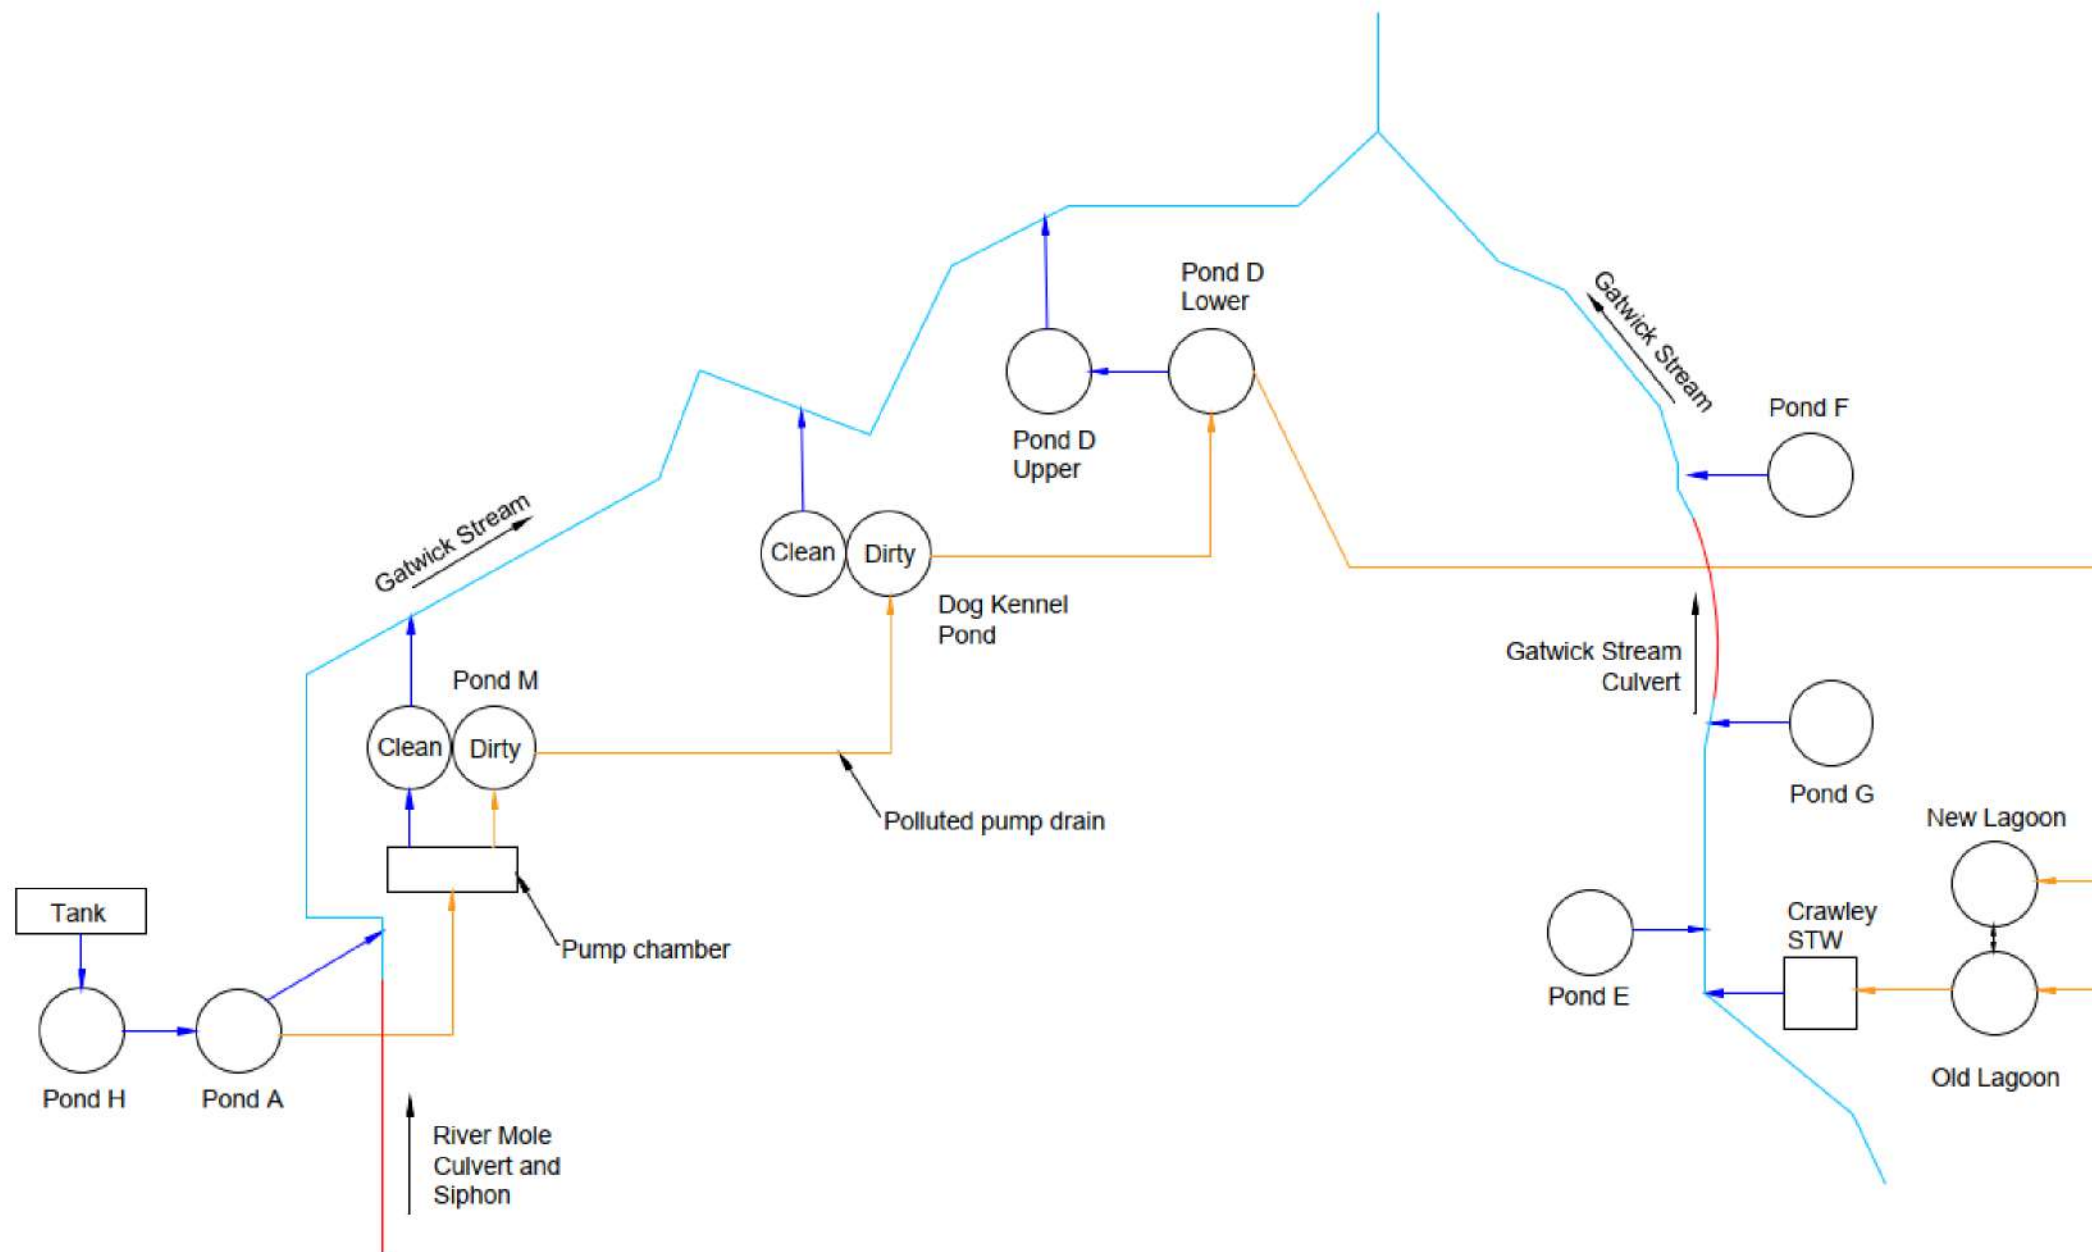 Pond D
Lower
Gatwick Stream
Pond F
Pond D
Upper
Gatwick Stream
Clean
Dirty
Dog Kennel
Pond
Gatwick Stream
Culvert
Pond M
Clean
Dirty
Polluted pump drain
Pond G
New Lagoon
Tank
Pump chamber
Crawley
STW
Pond E
Old Lagoon
Pond H
Pond A
River Mole
Culvert and
Siphon